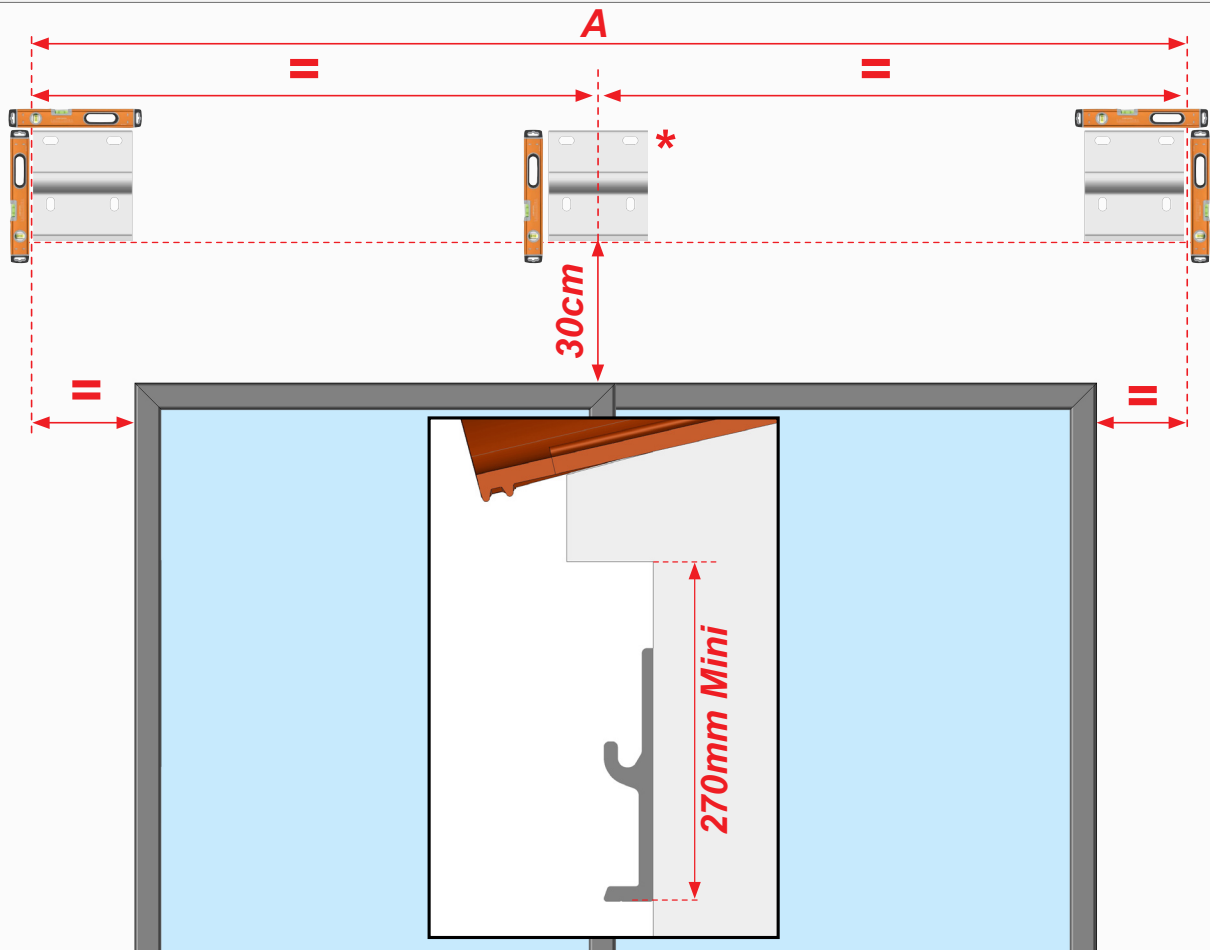 A
= =
*
30cm
= =
270mm Mini